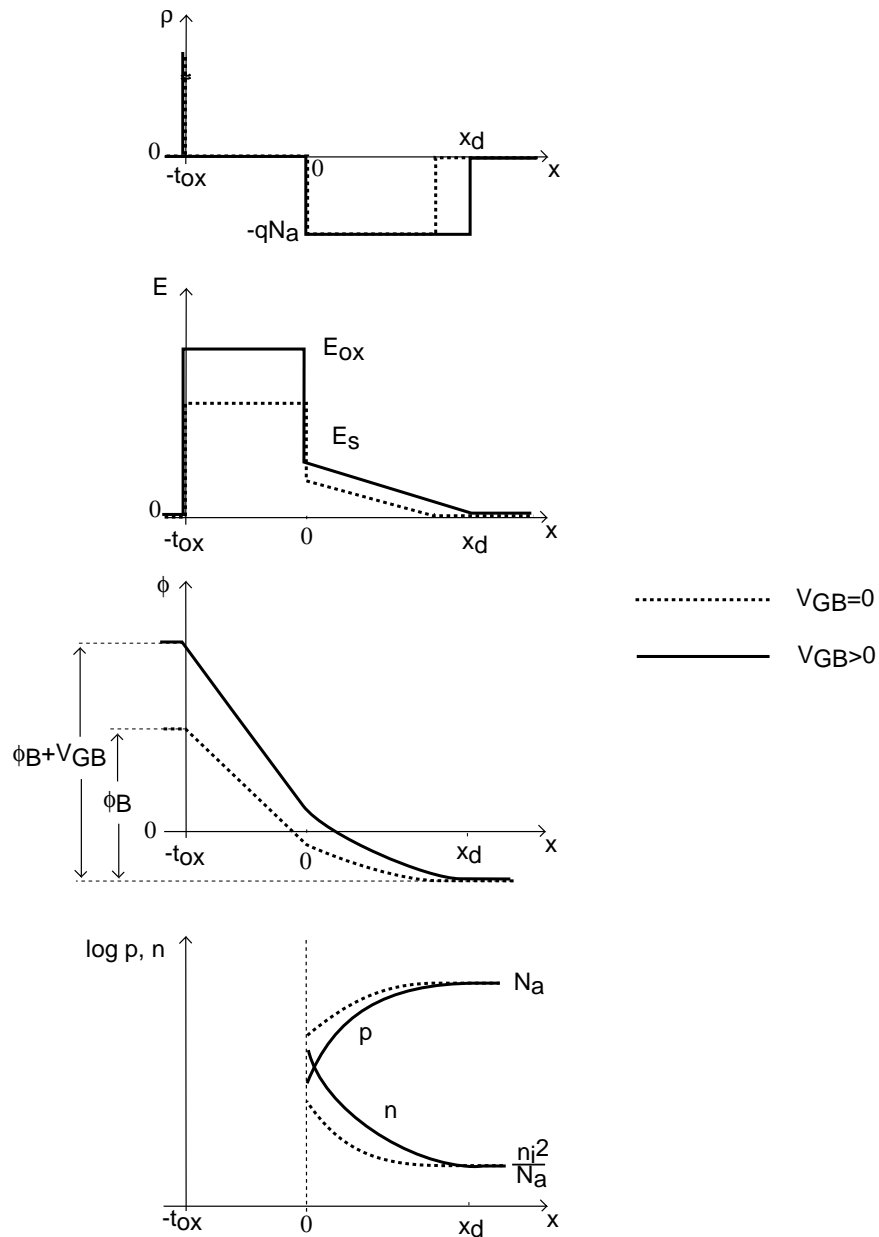 ρ
0
-tox
0
xd
x
-qNa
E
Eox
Es
0
-tox
0
xd
x
ϕ
VGB=0
VGB>0
ϕB+VGB
ϕB
0
-tox
0
xd
x
log p, n
Na
p
n
ni2
Na
-tox
0
xd
x